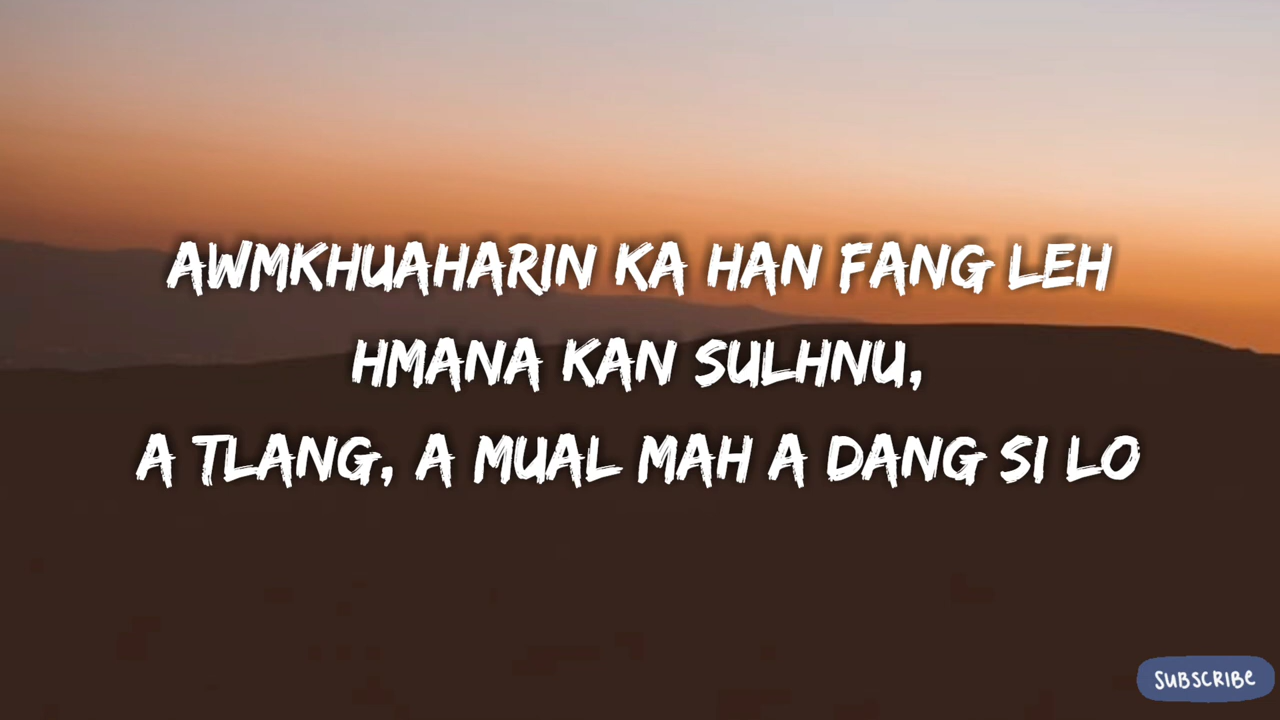 AWMKHUAHARIN KA HAN FANG LEH
HMANA KAN SULHNU,
A TLANG, A MUAL MAH A DANG SI LO
SUBSCRIBE